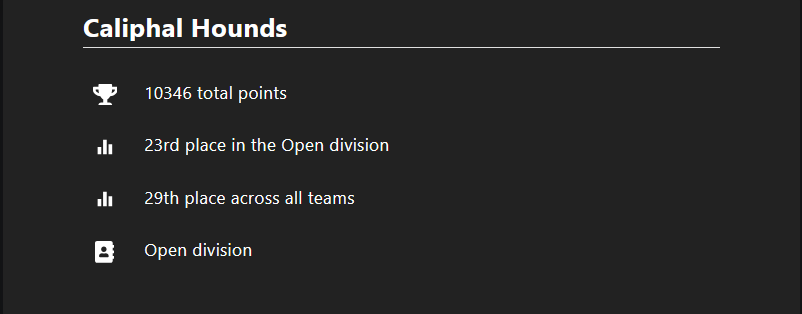 Caliphal Hounds
10346 total points
23rd place in the Open division
29th place across all teams
Open division